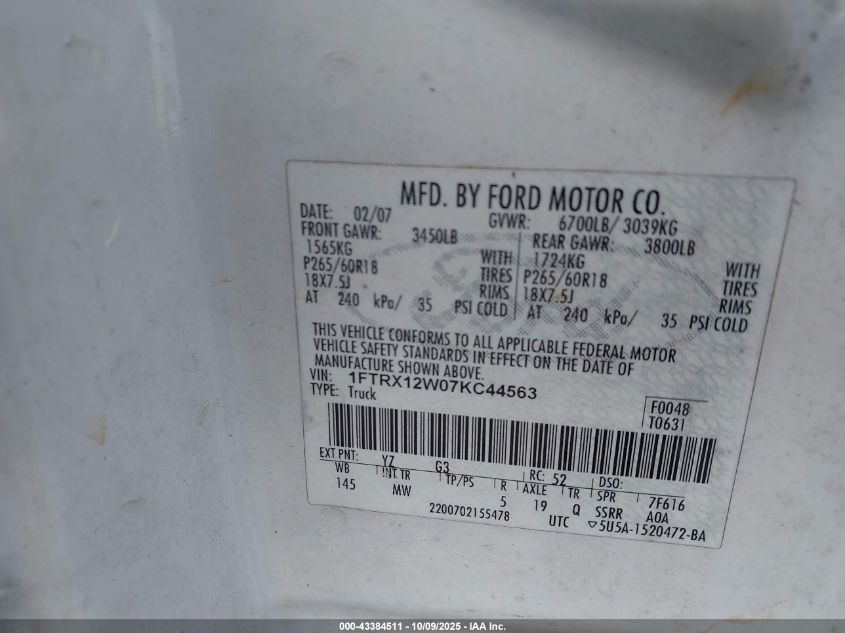 MFD. BY FORD MOTOR CO.
DATE: 02/07 GVWR: 6700LB/ 3039KG
FRONT GAWR: 3450LB REAR GAWR: 3800LB
1565KG WITH 1724KG WITH
P265/60R18 TIRES P265/60R18 TIRES
18X7.5J RIMS 18X7.5J RIMS
AT 240 kPa/ 35 PSI COLD AT 240 kPa/ 35 PSI COLD
THIS VEHICLE CONFORMS TO ALL APPLICABLE FEDERAL MOTOR
VEHICLE SAFETY STANDARDS IN EFFECT ON THE DATE OF
MANUFACTURE SHOWN ABOVE.
VIN: 1FTRX12W07KC44563
TYPE: Truck
F0048
T0631
EXT PNT: YZ G3 RC: 52 DSO:
WB INT TR TP/PS R AXLE TR SPR 7F616
145 MW 5 19 Q SSRR A0A
2200702155478 UTC ▽5U5A-1520472-BA
000-43384511 - 10/09/2025 - IAA Inc.